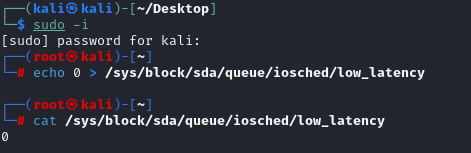 ┌──(kali㉿kali)-[~/Desktop]
└─$ sudo -i
[sudo] password for kali:
┌──(root㉿kali)-[~]
└─# echo 0 > /sys/block/sda/queue/iosched/low_latency
┌──(root㉿kali)-[~]
└─# cat /sys/block/sda/queue/iosched/low_latency
0